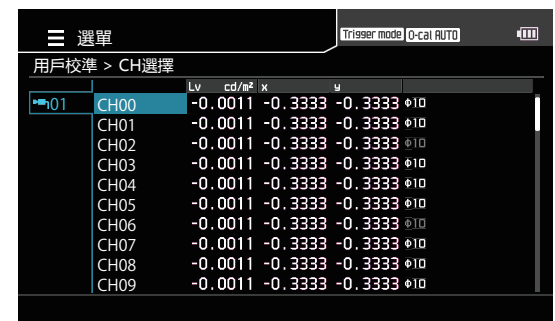 選單 Trigger mode 0-cal AUTO
用戶校準 > CH選擇
Lv cd/m² x y
01 CH00 -0.0011 -0.3333 -0.3333 Φ10
CH01 -0.0011 -0.3333 -0.3333 Φ10
CH02 -0.0011 -0.3333 -0.3333 Φ10
CH03 -0.0011 -0.3333 -0.3333 Φ10
CH04 -0.0011 -0.3333 -0.3333 Φ10
CH05 -0.0011 -0.3333 -0.3333 Φ10
CH06 -0.0011 -0.3333 -0.3333 Φ10
CH07 -0.0011 -0.3333 -0.3333 Φ10
CH08 -0.0011 -0.3333 -0.3333 Φ10
CH09 -0.0011 -0.3333 -0.3333 Φ10